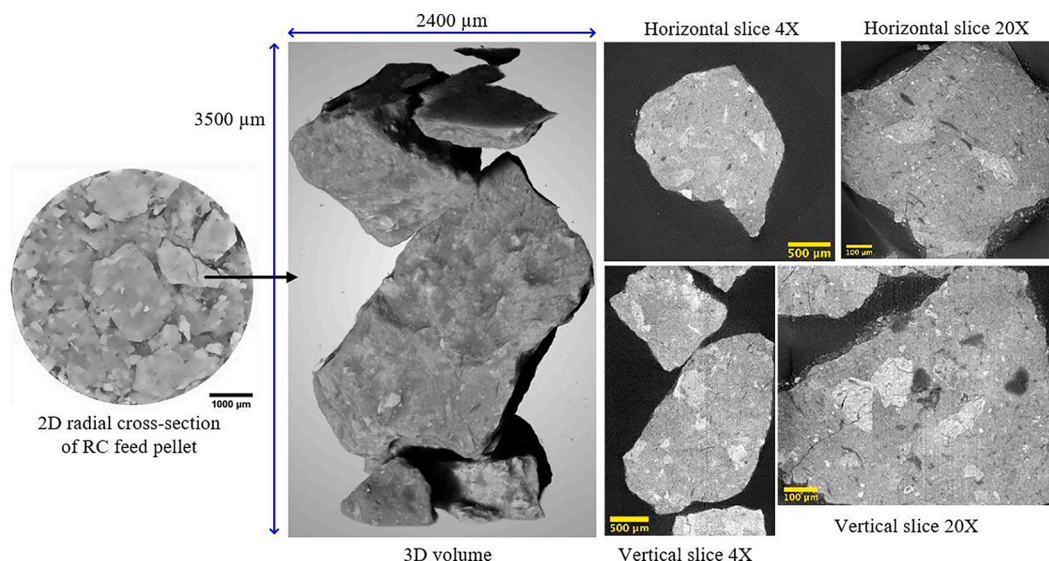 2400 µm
3500 µm
Horizontal slice 4X
Horizontal slice 20X
500 µm
100 µm
1000 µm
2D radial cross-section
of RC feed pellet
3D volume
500 µm
Vertical slice 4X
100 µm
Vertical slice 20X